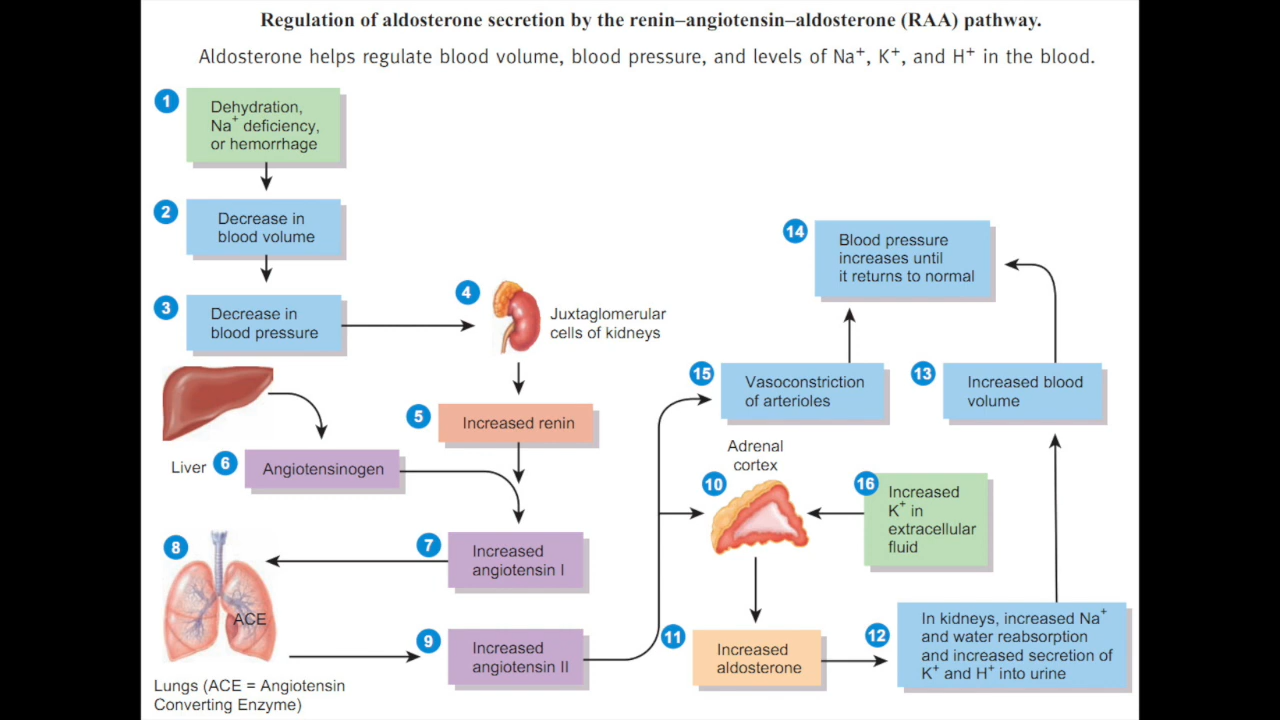 Regulation of aldosterone secretion by the renin–angiotensin–aldosterone (RAA) pathway.
Aldosterone helps regulate blood volume, blood pressure, and levels of Na⁺, K⁺, and H⁺ in the blood.
1
Dehydration,
Na⁺ deficiency,
or hemorrhage
2
Decrease in
blood volume
3
Decrease in
blood pressure
4
Juxtaglomerular
cells of kidneys
5
Increased renin
Liver
6
Angiotensinogen
7
Increased
angiotensin I
8
ACE
Lungs (ACE = Angiotensin
Converting Enzyme)
9
Increased
angiotensin II
Adrenal
cortex
10
11
Increased
aldosterone
12
In kidneys, increased Na⁺
and water reabsorption
and increased secretion of
K⁺ and H⁺ into urine
13
Increased blood
volume
14
Blood pressure
increases until
it returns to normal
15
Vasoconstriction
of arterioles
16
Increased
K⁺ in
extracellular
fluid